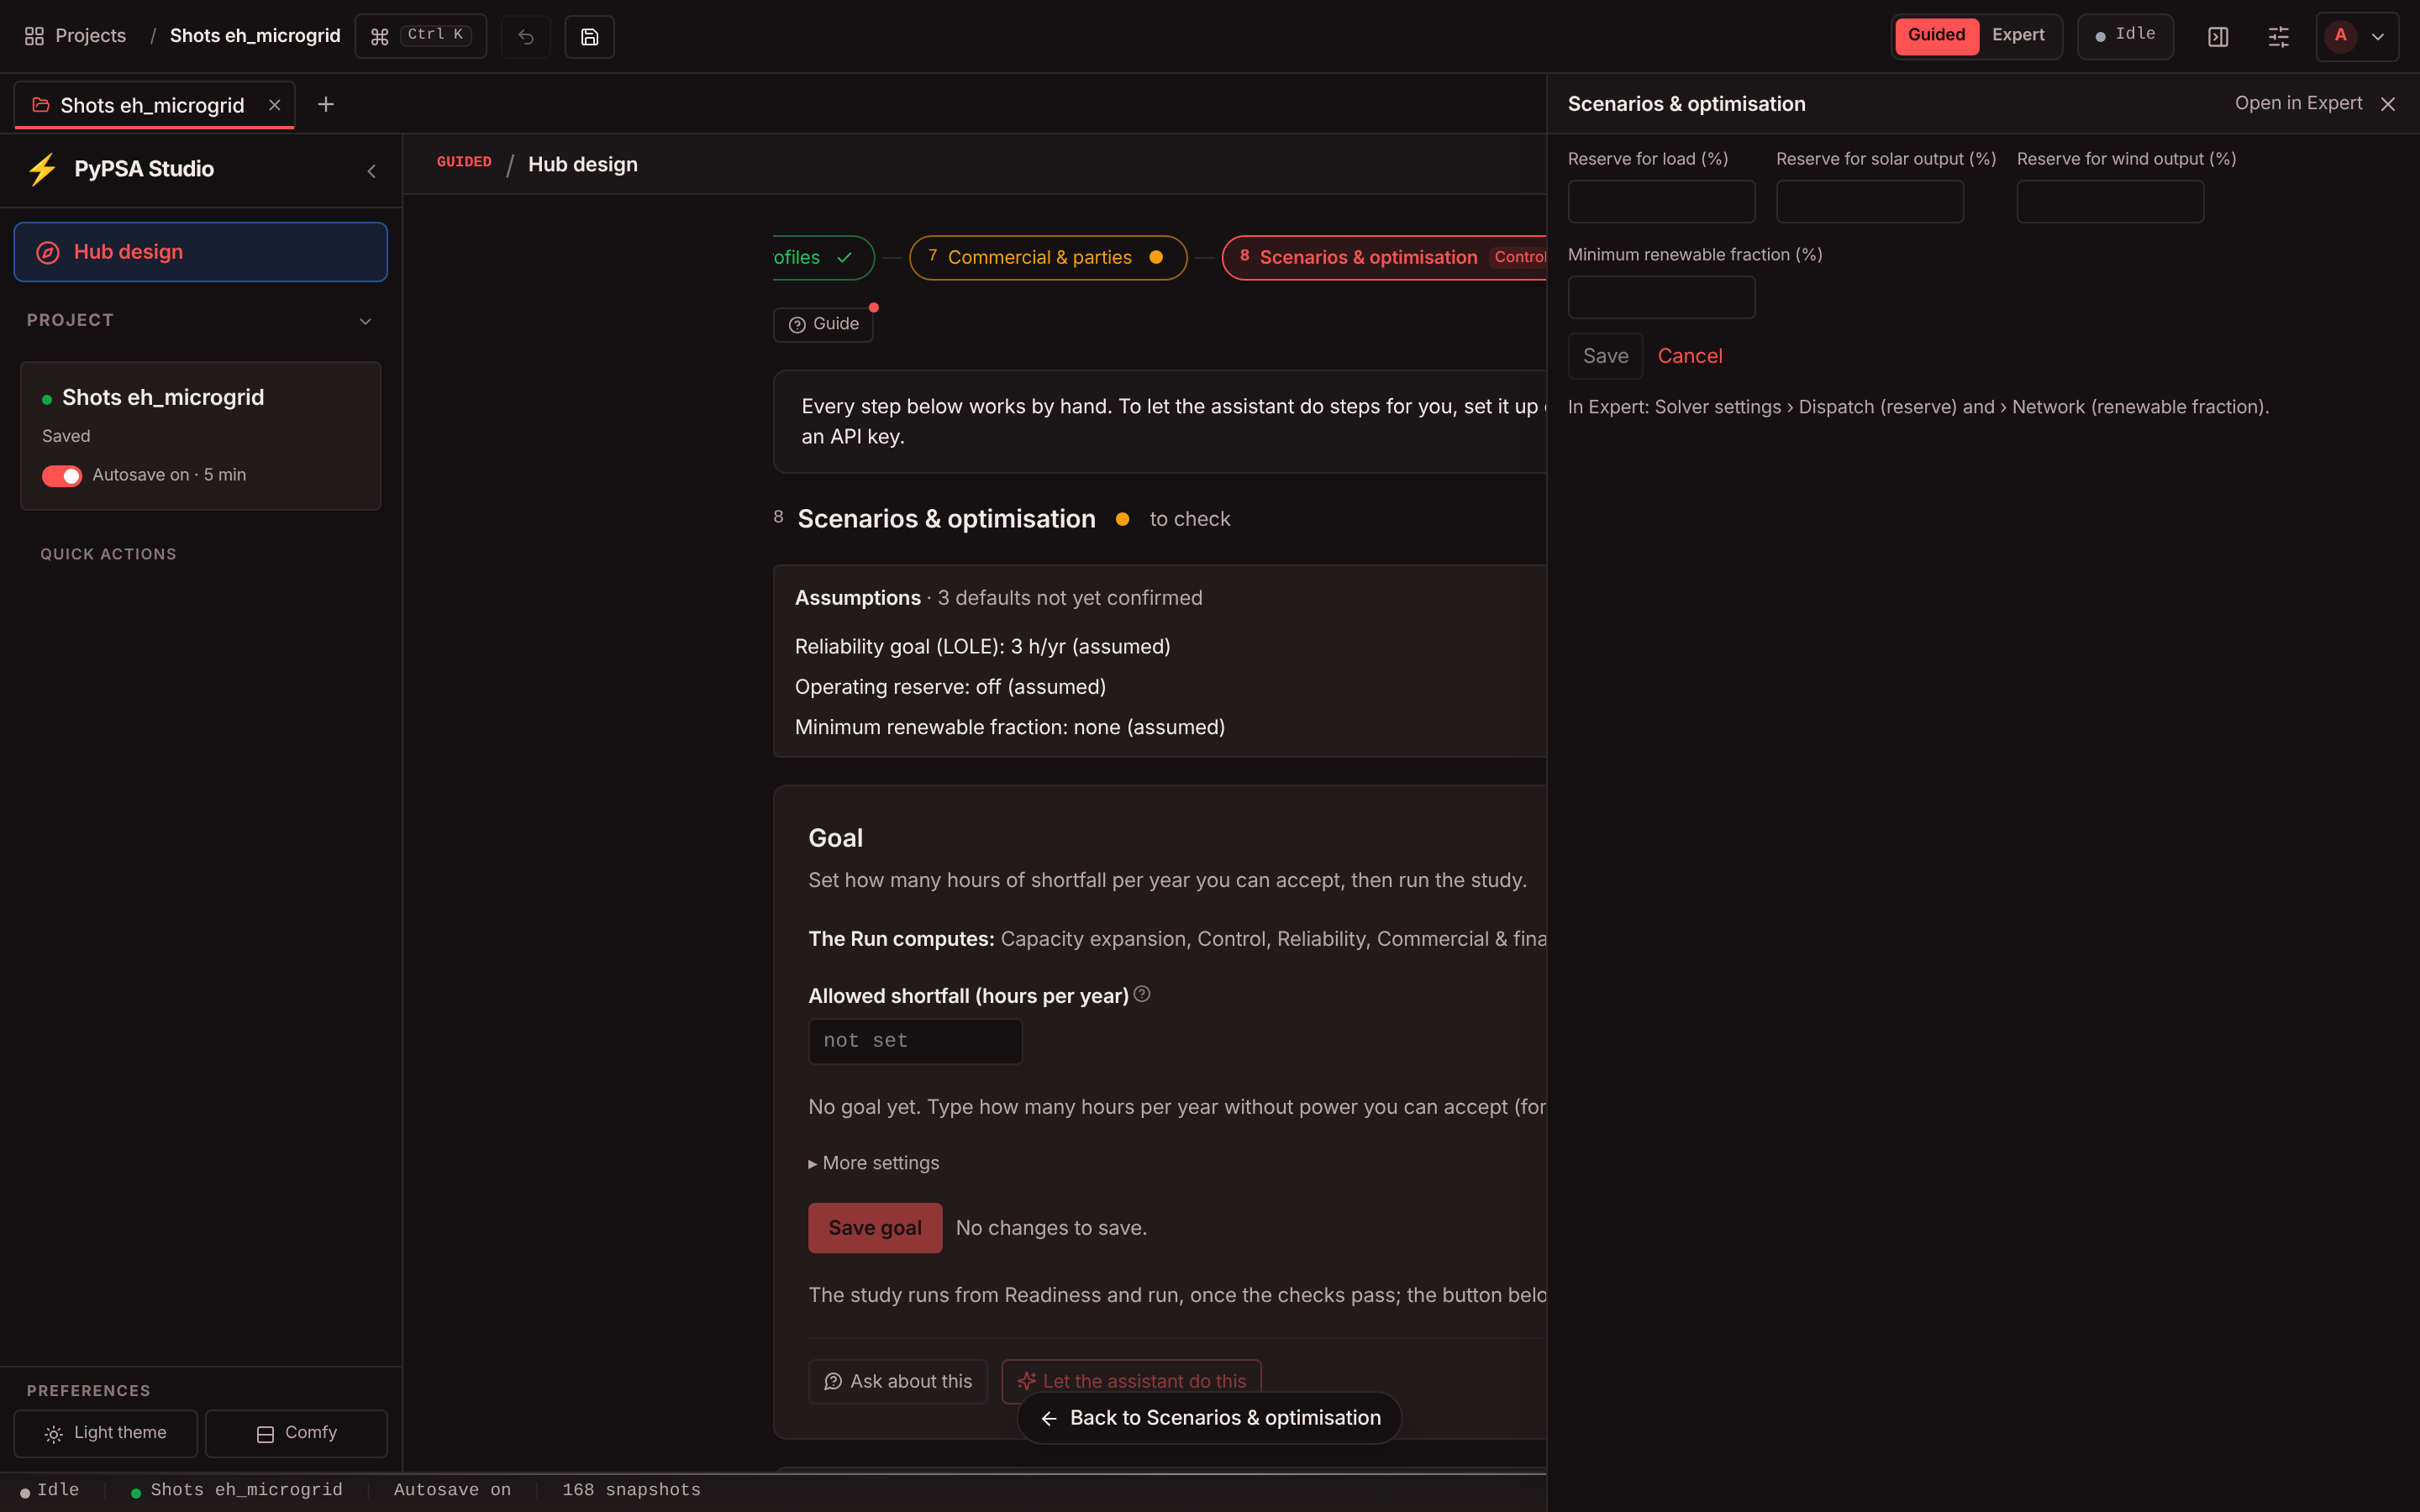 Projects / Shots eh_microgrid Ctrl K Guided Expert Idle A
Shots eh_microgrid
PyPSA Studio
Hub design
PROJECT
Shots eh_microgrid
Saved
Autosave on · 5 min
QUICK ACTIONS
PREFERENCES
Light theme Comfy
GUIDED / Hub design
ofiles 7 Commercial & parties 8 Scenarios & optimisation Control
Guide
Every step below works by hand. To let the assistant do steps for you, set it up
an API key.
8 Scenarios & optimisation to check
Assumptions · 3 defaults not yet confirmed
Reliability goal (LOLE): 3 h/yr (assumed)
Operating reserve: off (assumed)
Minimum renewable fraction: none (assumed)
Goal
Set how many hours of shortfall per year you can accept, then run the study.
The Run computes: Capacity expansion, Control, Reliability, Commercial & fina
Allowed shortfall (hours per year)
not set
No goal yet. Type how many hours per year without power you can accept (for
▸ More settings
Save goal No changes to save.
The study runs from Readiness and run, once the checks pass; the button belo
Ask about this Let the assistant do this
← Back to Scenarios & optimisation
Scenarios & optimisation Open in Expert
Reserve for load (%) Reserve for solar output (%) Reserve for wind output (%)
Minimum renewable fraction (%)
Save Cancel
In Expert: Solver settings › Dispatch (reserve) and › Network (renewable fraction).
Idle Shots eh_microgrid Autosave on 168 snapshots